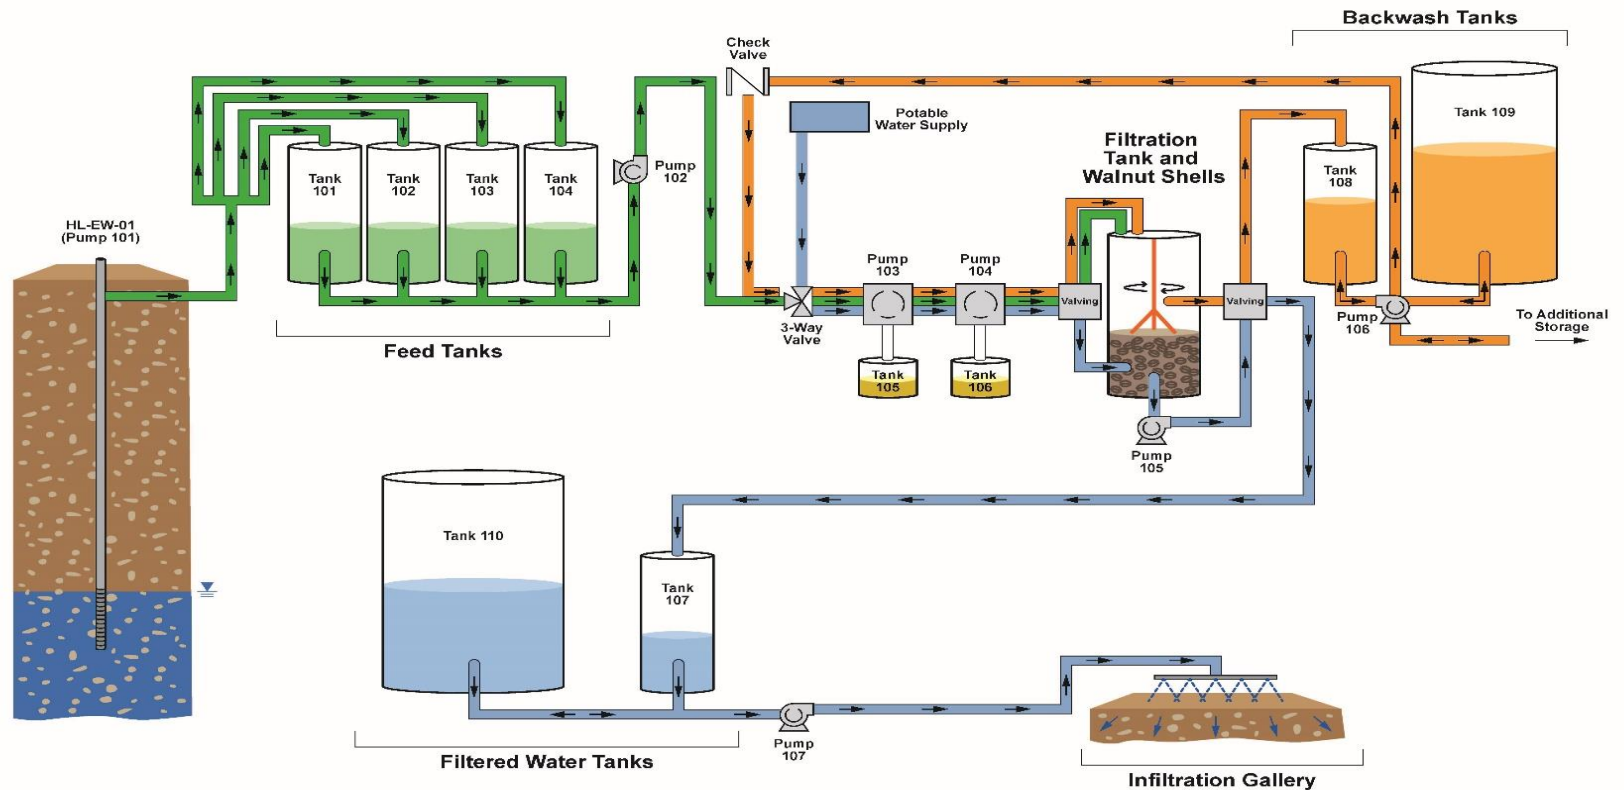 Backwash Tanks
Check
Valve
Potable
Water Supply
Tank 109
Filtration
Tank and
Walnut Shells
Tank
101
Tank
102
Tank
103
Tank
104
Pump
102
Tank
108
HL-EW-01
(Pump 101)
Pump
103
Pump
104
Valving
Valving
Pump
106
To Additional
Storage
3-Way
Valve
Feed Tanks
Tank
105
Tank
106
Pump
105
Tank 110
Tank
107
Pump
107
Filtered Water Tanks
Infiltration Gallery